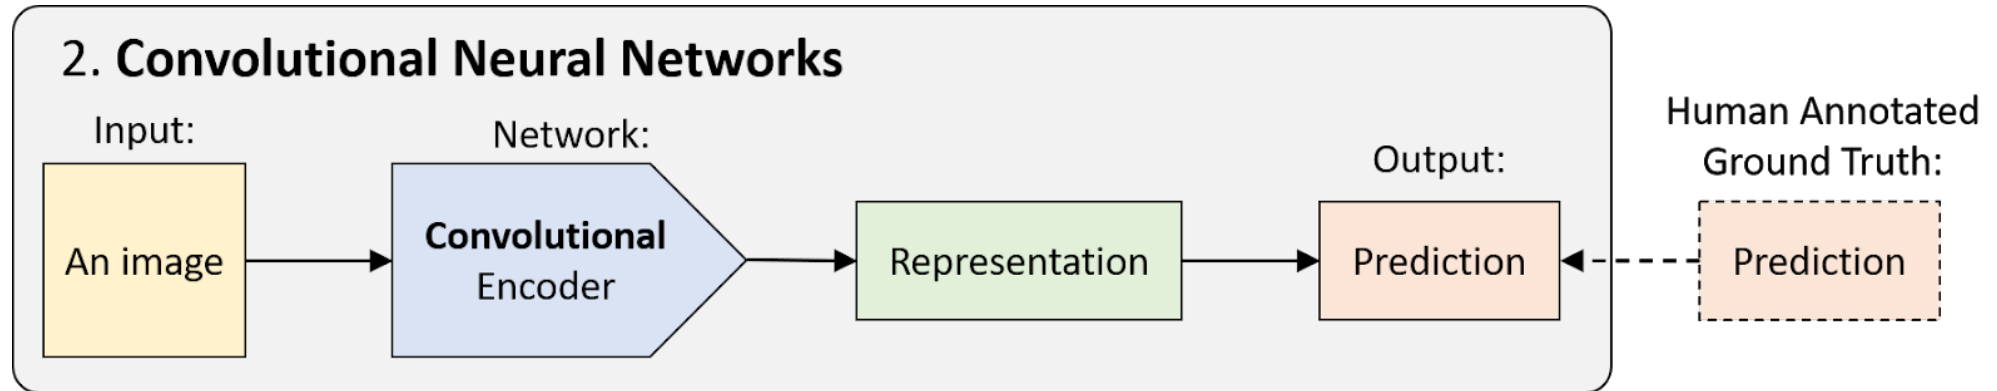 2. Convolutional Neural Networks
Input:
Network:
Output:
Human Annotated
Ground Truth:
An image
Convolutional
Encoder
Representation
Prediction
Prediction